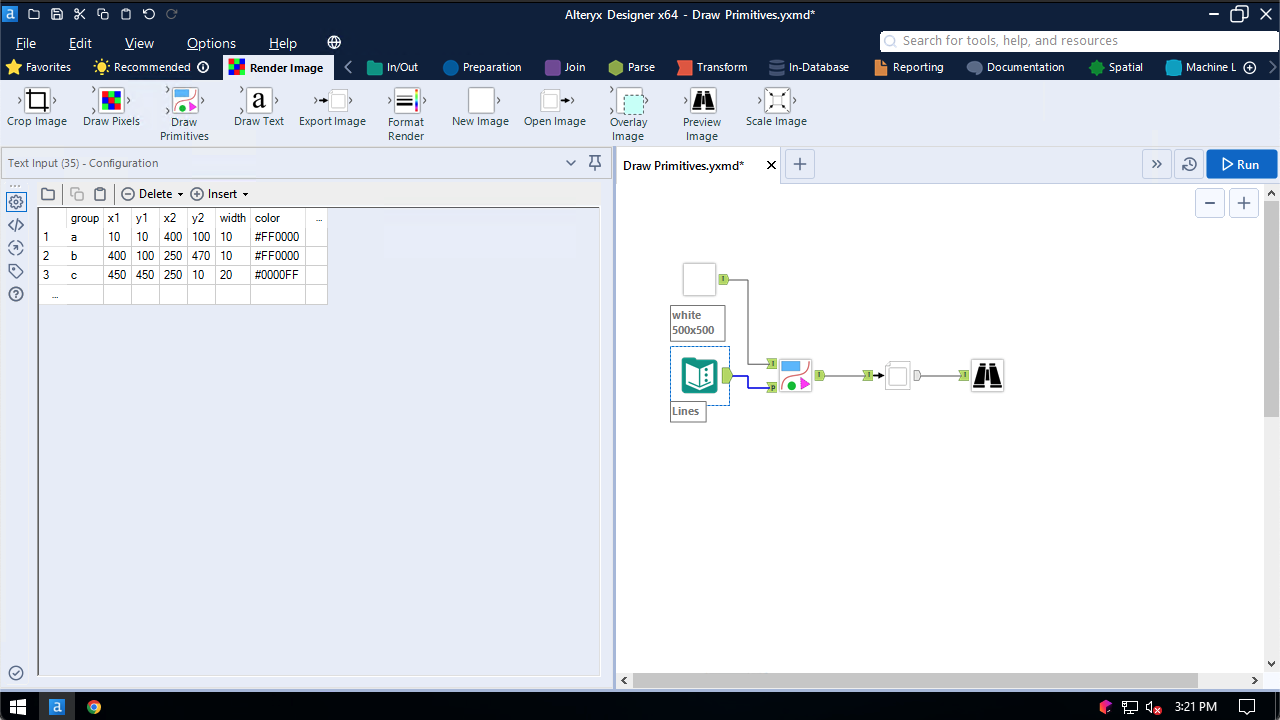 Alteryx Designer x64 - Draw Primitives.yxmd*
File Edit View Options Help
Search for tools, help, and resources
Favorites Recommended Render Image In/Out Preparation Join Parse Transform In-Database Reporting Documentation Spatial Machine L
Crop Image Draw Pixels Draw Primitives Draw Text Export Image Format Render New Image Open Image Overlay Image Preview Image Scale Image
Text Input (35) - Configuration
Draw Primitives.yxmd*
Run
Delete Insert
group x1 y1 x2 y2 width color ...
1 a 10 10 400 100 10 #FF0000
2 b 400 100 250 470 10 #FF0000
3 c 450 450 250 10 20 #0000FF
...
white
500x500
Lines
3:21 PM